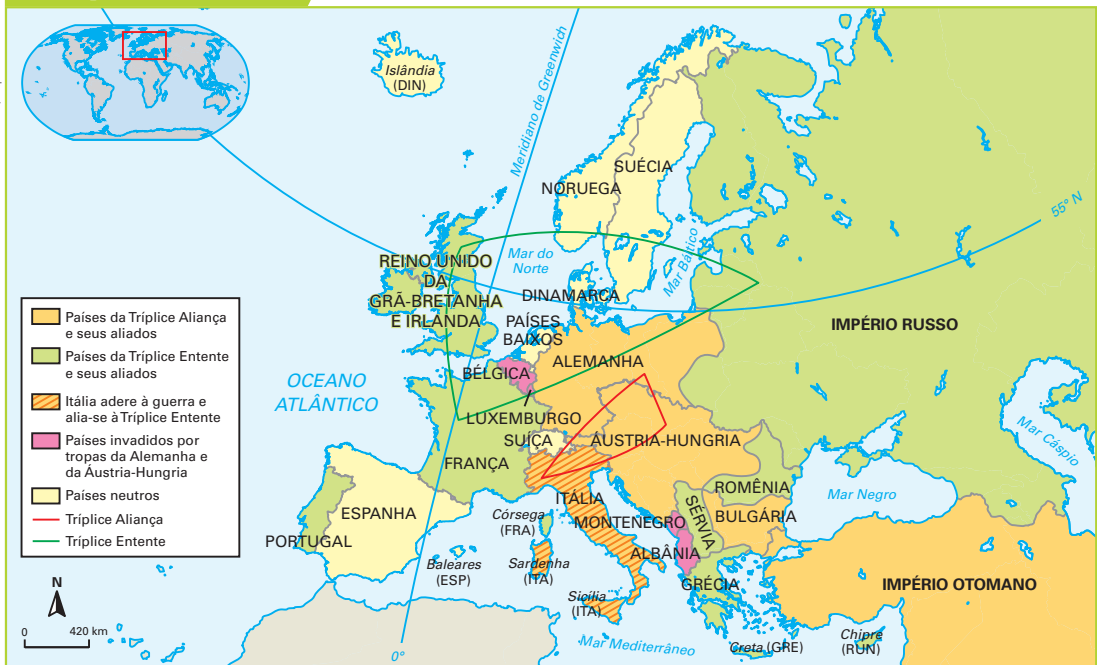 Islândia
(DIN)
Meridiano de Greenwich
SUÉCIA
NORUEGA
55º N
Mar do
Norte
Mar Báltico
REINO UNIDO
DA
GRÃ-BRETANHA
E IRLANDA
DINAMARCA
PAÍSES
BAIXOS
IMPÉRIO RUSSO
ALEMANHA
BÉLGICA
OCEANO
ATLÂNTICO
LUXEMBURGO
SUÍÇA
ÁUSTRIA-HUNGRIA
Mar Cáspio
FRANÇA
ROMÊNIA
Mar Negro
ITÁLIA
SÉRVIA
BULGÁRIA
ESPANHA
Córsega
(FRA)
MONTENEGRO
PORTUGAL
Baleares
(ESP)
Sardenha
(ITA)
ALBÂNIA
GRÉCIA
IMPÉRIO OTOMANO
Sicília
(ITA)
Mar Mediterrâneo
Creta (GRE)
Chipre
(RUN)
0°
Países da Tríplice Aliança
e seus aliados
Países da Tríplice Entente
e seus aliados
Itália adere à guerra e
alia-se à Tríplice Entente
Países invadidos por
tropas da Alemanha e
da Áustria-Hungria
Países neutros
Tríplice Aliança
Tríplice Entente
N
0 420 km